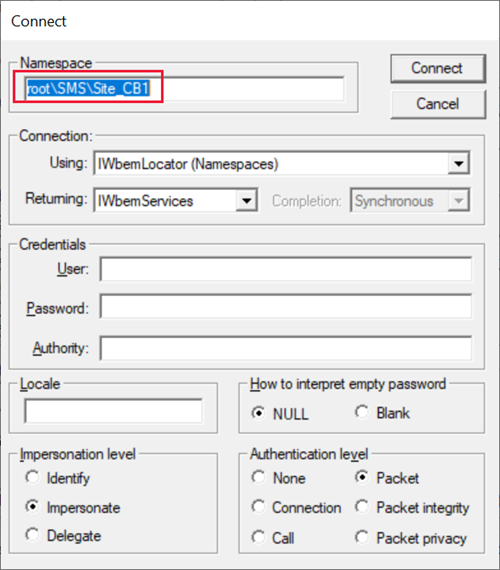 Connect
Namespace
root\SMS\Site_CB1
Connect
Cancel
Connection:
Using: IWbemLocator (Namespaces)
Returning: IWbemServices Completion: Synchronous
Credentials
User:
Password:
Authority:
Locale
How to interpret empty password
NULL Blank
Impersonation level
Identify
Impersonate
Delegate
Authentication level
None Packet
Connection Packet integrity
Call Packet privacy